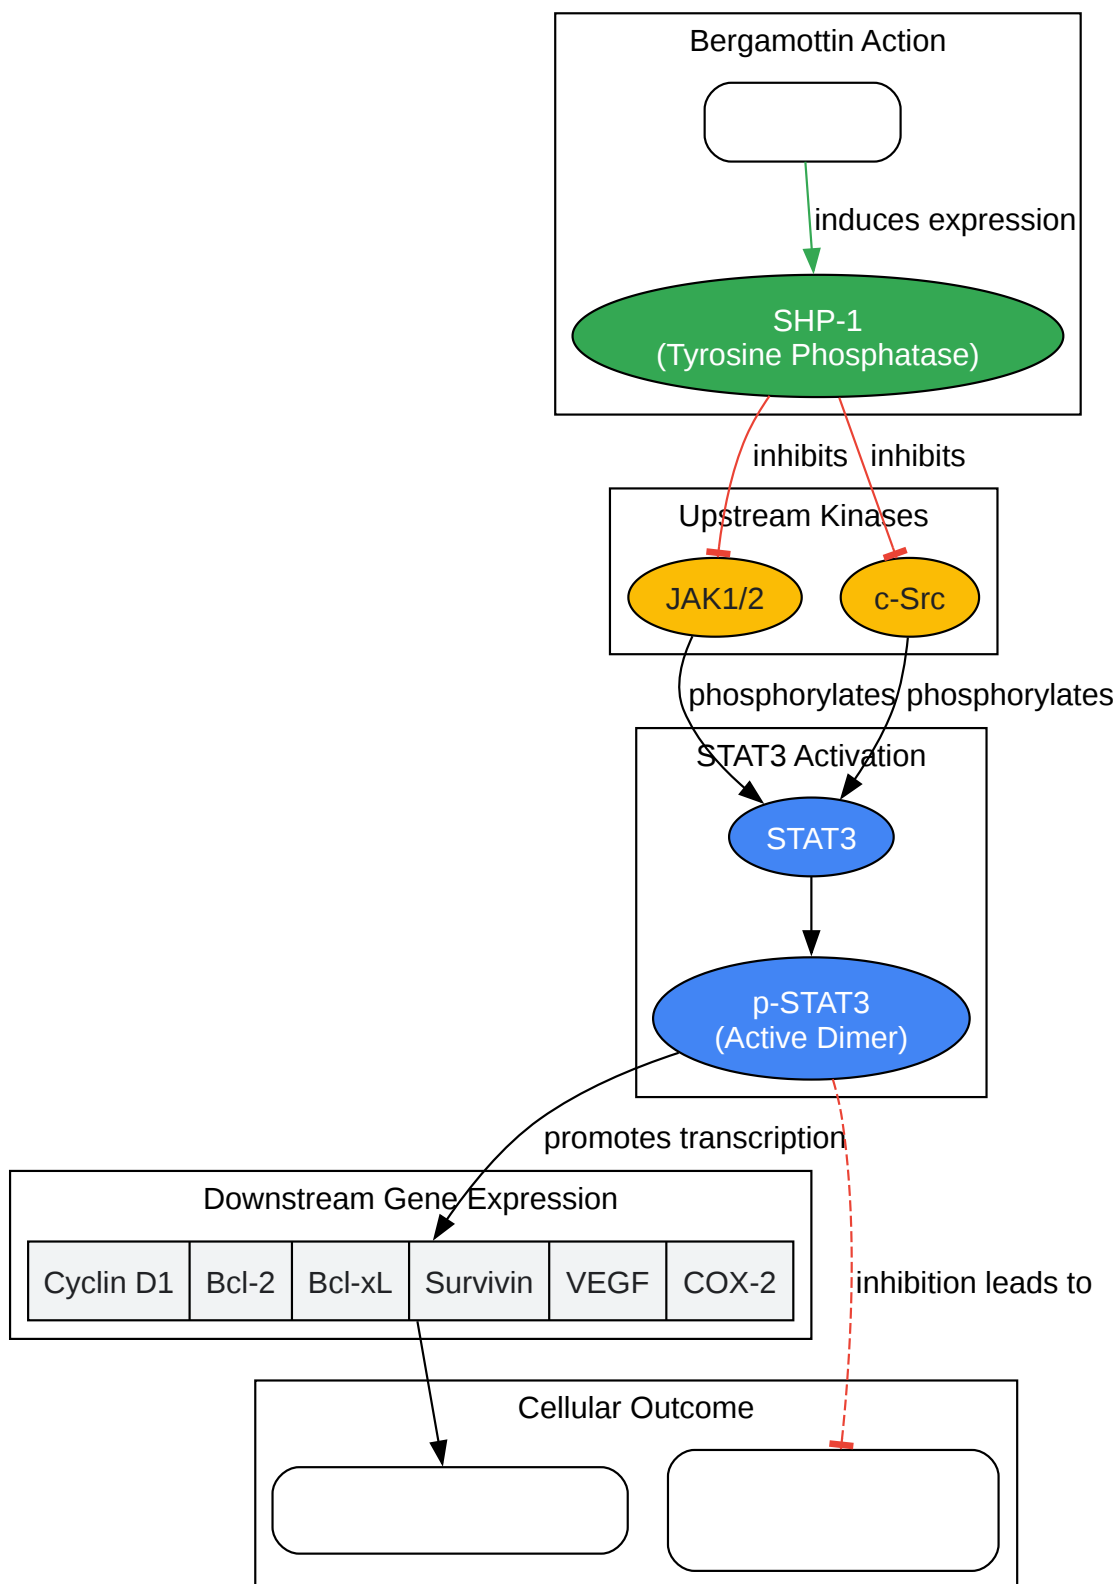 Bergamottin Action
induces expression
SHP-1
(Tyrosine Phosphatase)
inhibits
inhibits
Upstream Kinases
JAK1/2
c-Src
phosphorylates
phosphorylates
STAT3 Activation
STAT3
p-STAT3
(Active Dimer)
promotes transcription
Downstream Gene Expression
Cyclin D1
Bcl-2
Bcl-xL
Survivin
VEGF
COX-2
inhibition leads to
Cellular Outcome